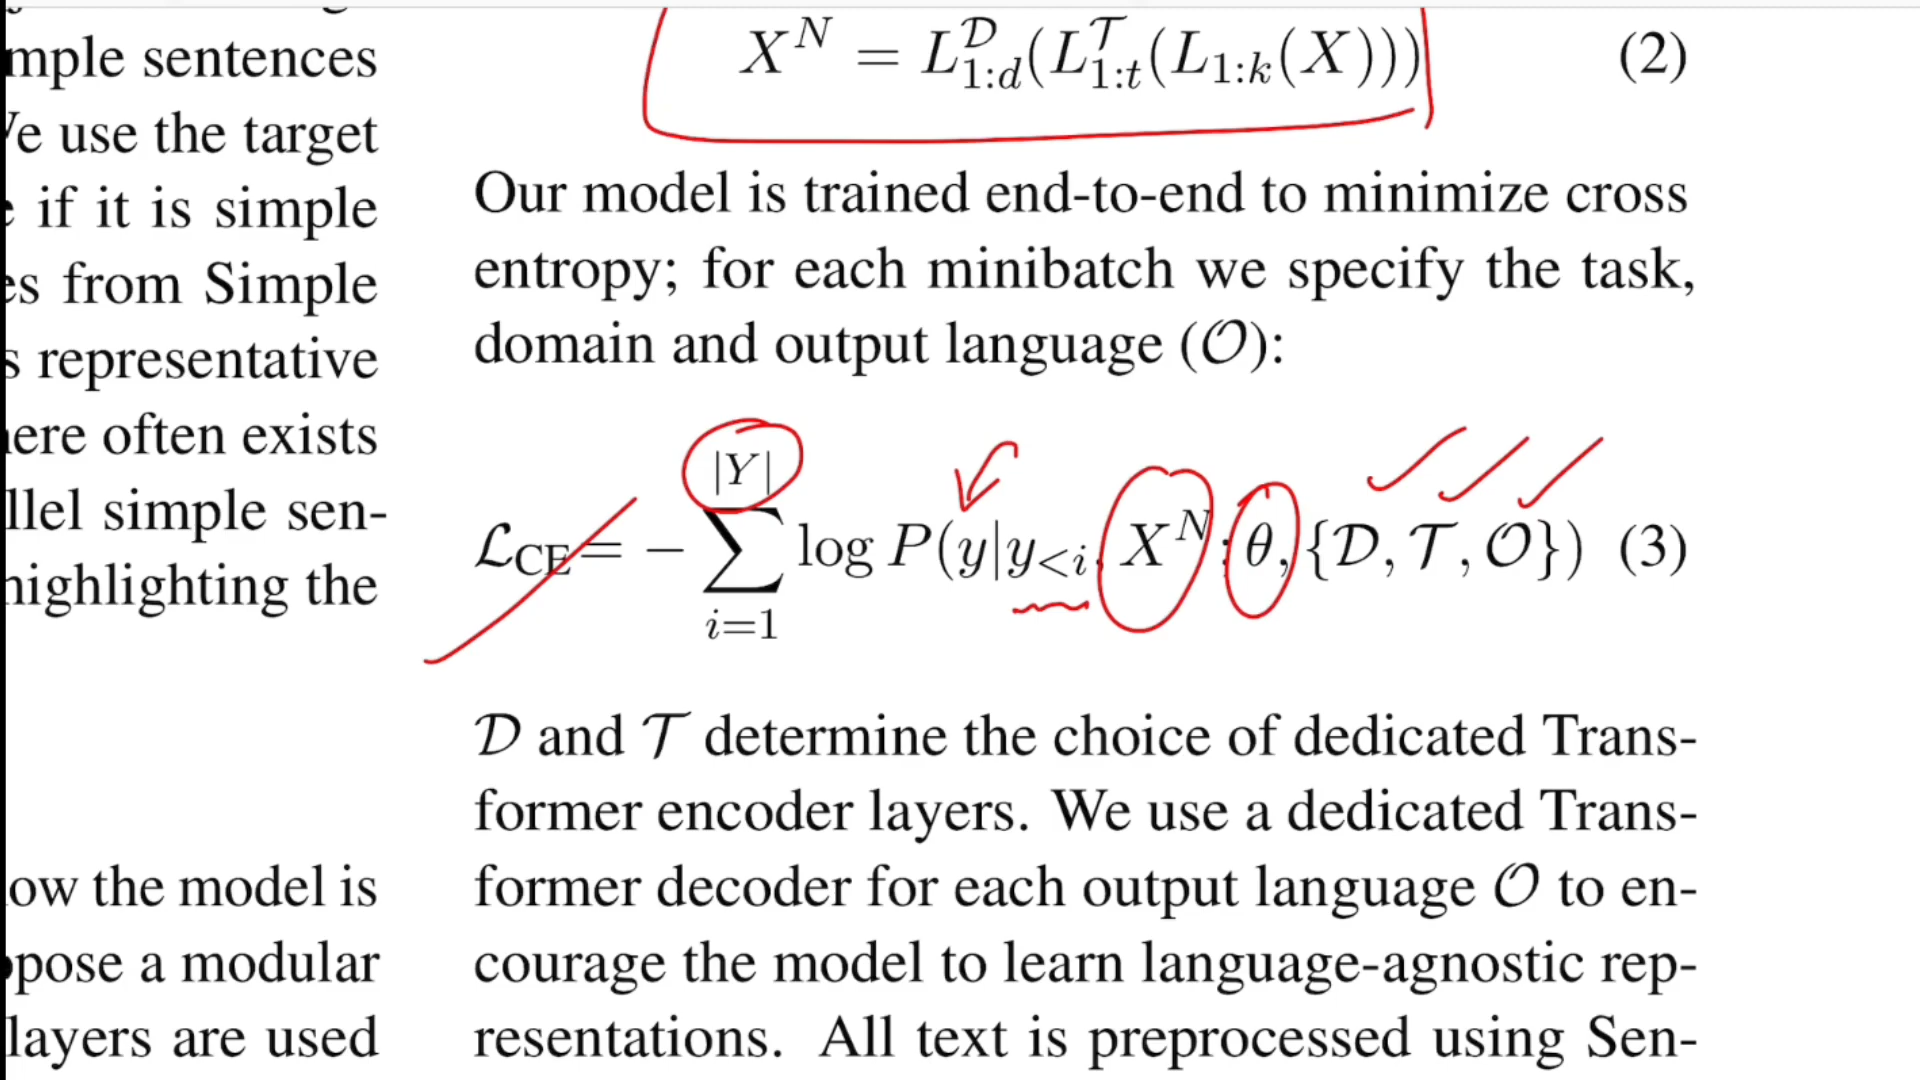 mple sentences
e use the target
if it is simple
es from Simple
s representative
ere often exists
llel simple sen-
highlighting the
ow the model is
pose a modular
layers are used
X^N = L^𝒟_{1:d}(L^𝒯_{1:t}(L_{1:k}(X))) (2)
Our model is trained end-to-end to minimize cross
entropy; for each minibatch we specify the task,
domain and output language (𝒪):
ℒ_{CE} = − ∑_{i=1}^{|Y|} log P(y|y_{<i}, X^N; θ, {𝒟, 𝒯, 𝒪}) (3)
𝒟 and 𝒯 determine the choice of dedicated Trans-
former encoder layers. We use a dedicated Trans-
former decoder for each output language 𝒪 to en-
courage the model to learn language-agnostic rep-
resentations. All text is preprocessed using Sen-